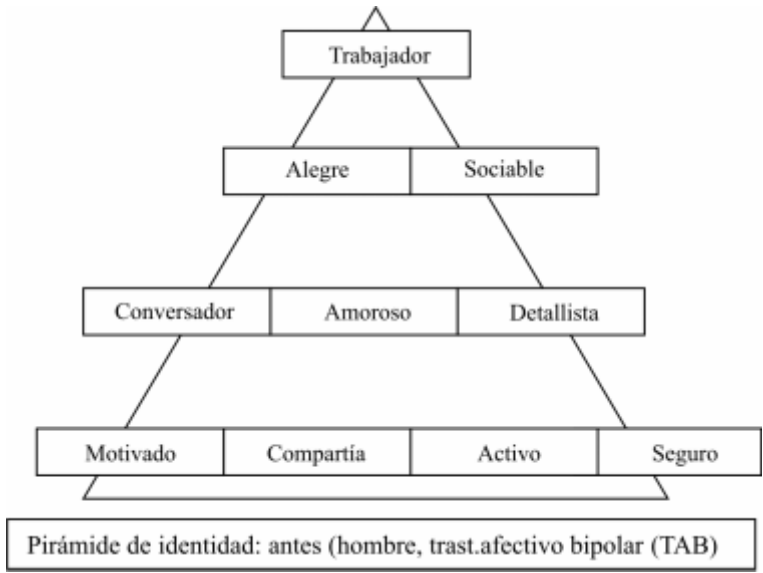 Trabajador
Alegre Sociable
Conversador Amoroso Detallista
Motivado Compartía Activo Seguro
Pirámide de identidad: antes (hombre, trast.afectivo bipolar (TAB)